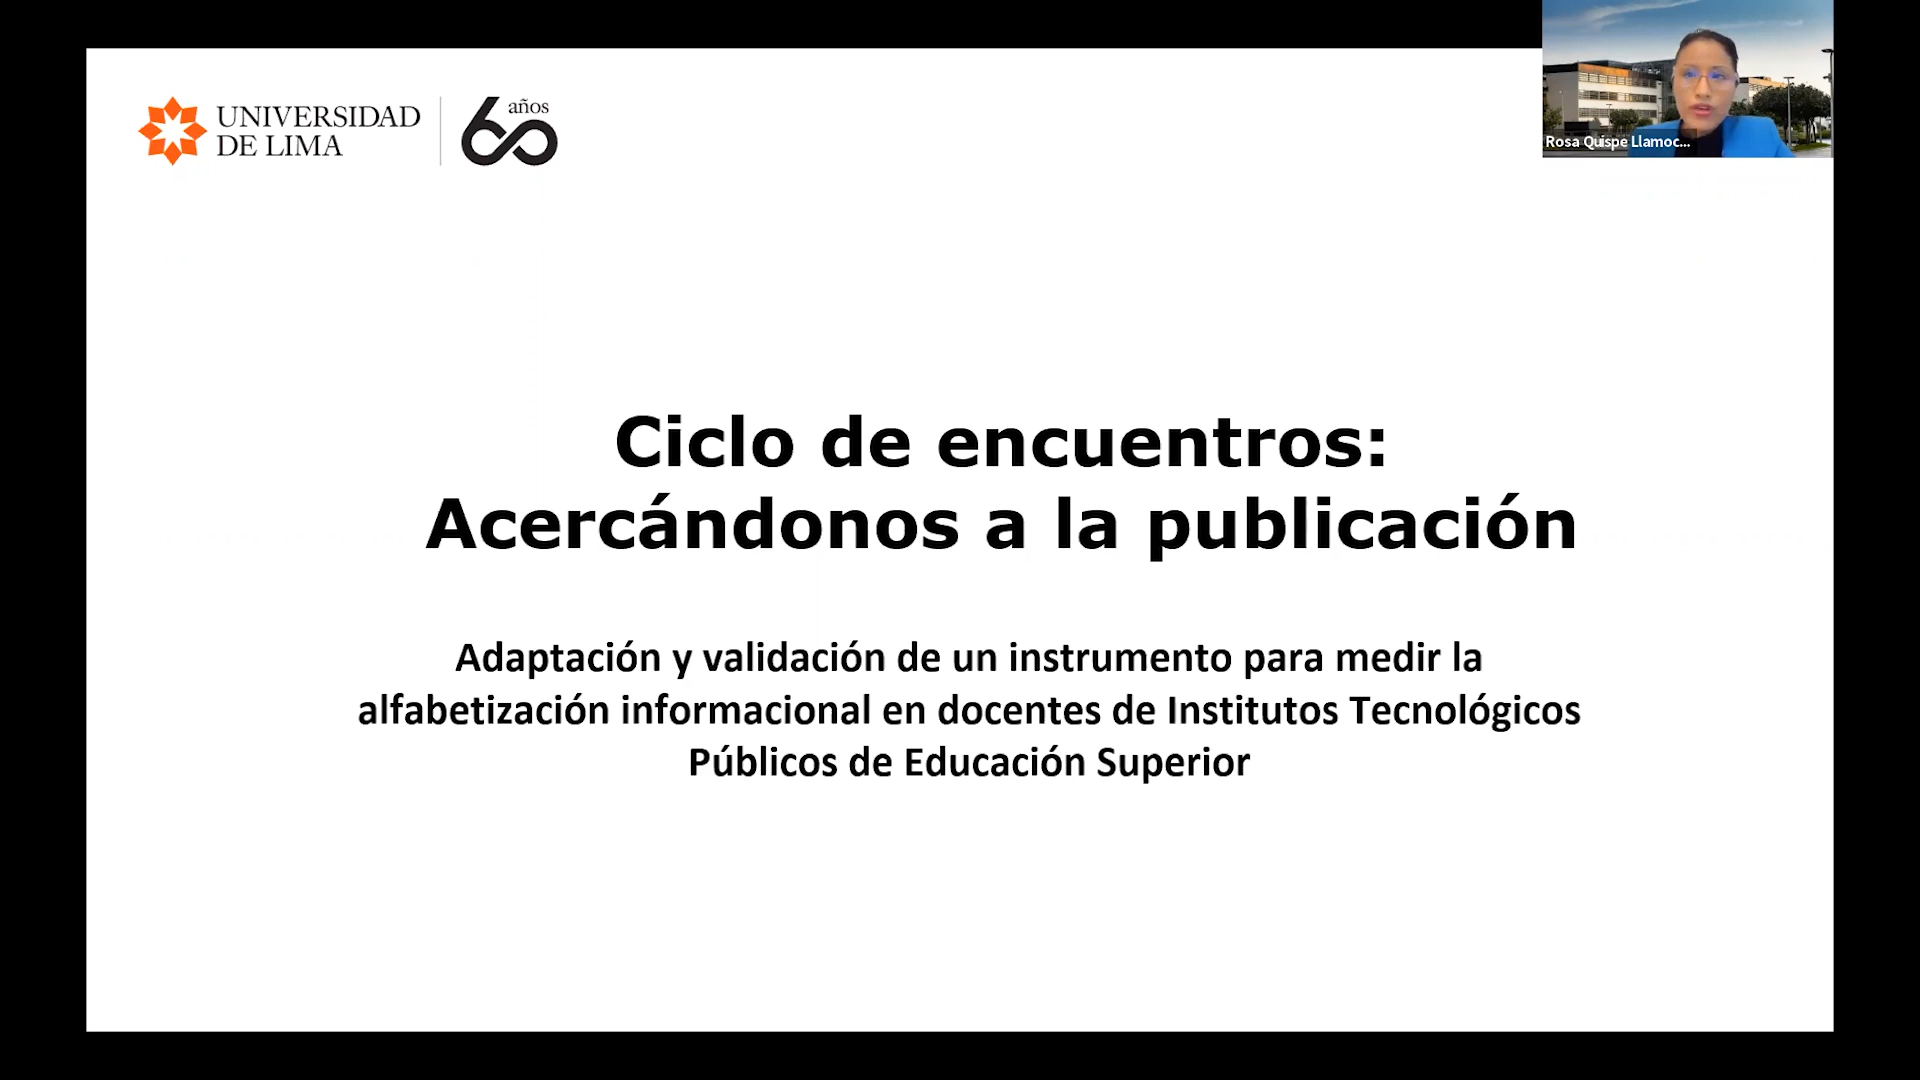 UNIVERSIDAD
DE LIMA
60 años
Rosa Quispe Llamoc...
Ciclo de encuentros:
Acercándonos a la publicación
Adaptación y validación de un instrumento para medir la
alfabetización informacional en docentes de Institutos Tecnológicos
Públicos de Educación Superior